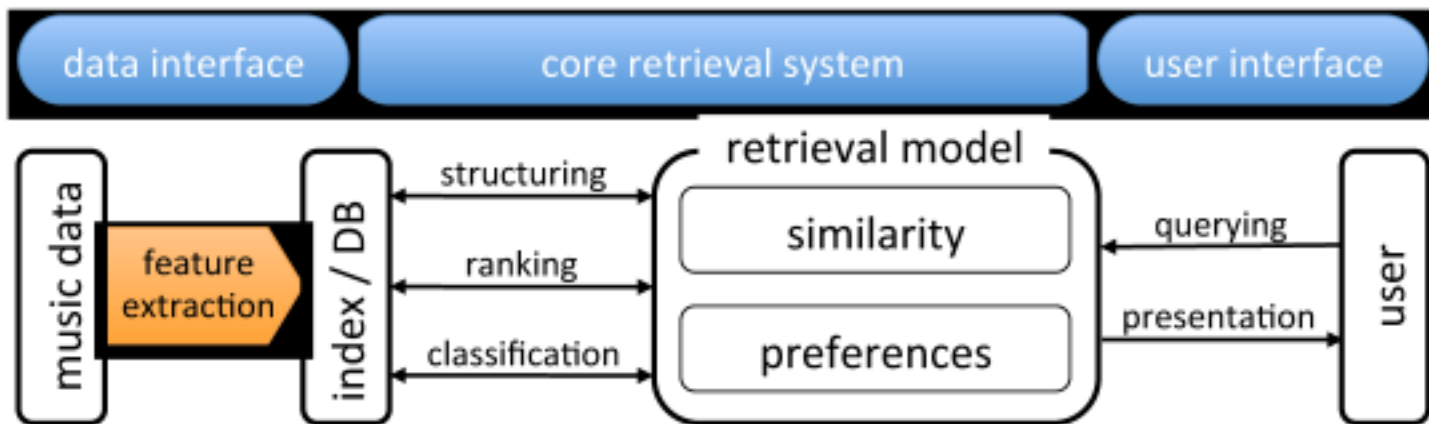 data interface
core retrieval system
user interface
music data
feature
extraction
index / DB
structuring
ranking
classification
retrieval model
similarity
preferences
querying
presentation
user